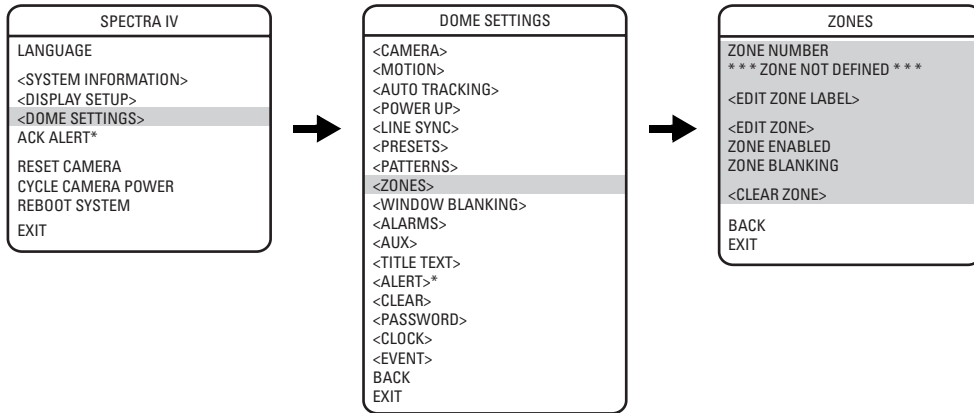 SPECTRA IV
LANGUAGE
<SYSTEM INFORMATION>
<DISPLAY SETUP>
<DOME SETTINGS>
ACK ALERT*
RESET CAMERA
CYCLE CAMERA POWER
REBOOT SYSTEM
EXIT
DOME SETTINGS
<CAMERA>
<MOTION>
<AUTO TRACKING>
<POWER UP>
<LINE SYNC>
<PRESETS>
<PATTERNS>
<ZONES>
<WINDOW BLANKING>
<ALARMS>
<AUX>
<TITLE TEXT>
<ALERT>*
<CLEAR>
<PASSWORD>
<CLOCK>
<EVENT>
BACK
EXIT
ZONES
ZONE NUMBER
* * * ZONE NOT DEFINED * * *
<EDIT ZONE LABEL>
<EDIT ZONE>
ZONE ENABLED
ZONE BLANKING
<CLEAR ZONE>
BACK
EXIT